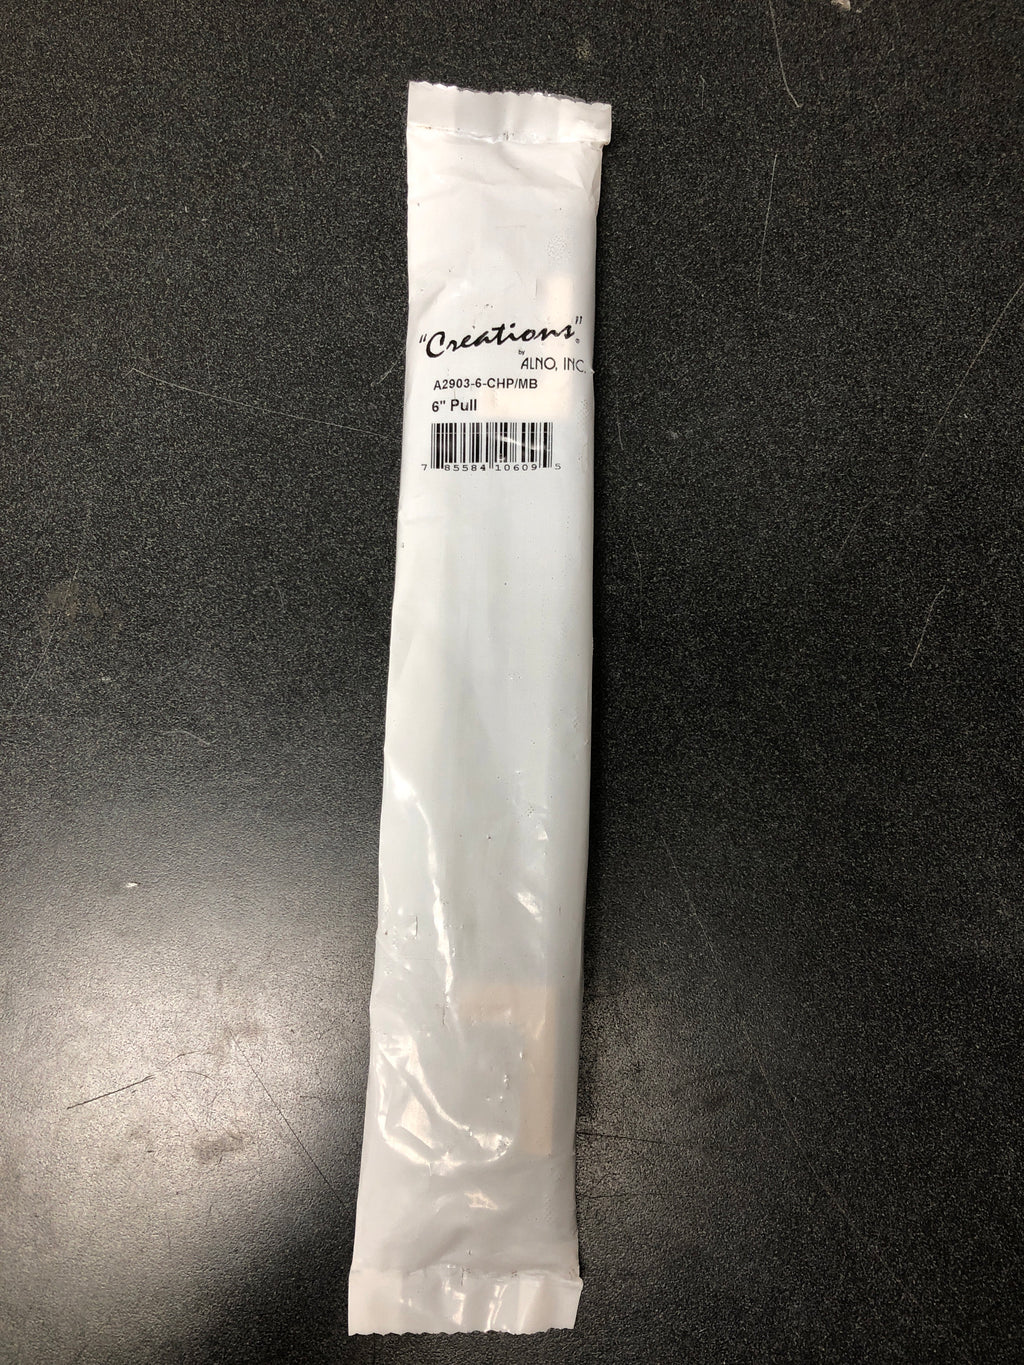 "Creations"®
by
ALNO, INC.
A2903-6-CHP/MB
6" Pull
7 85584 10609 5